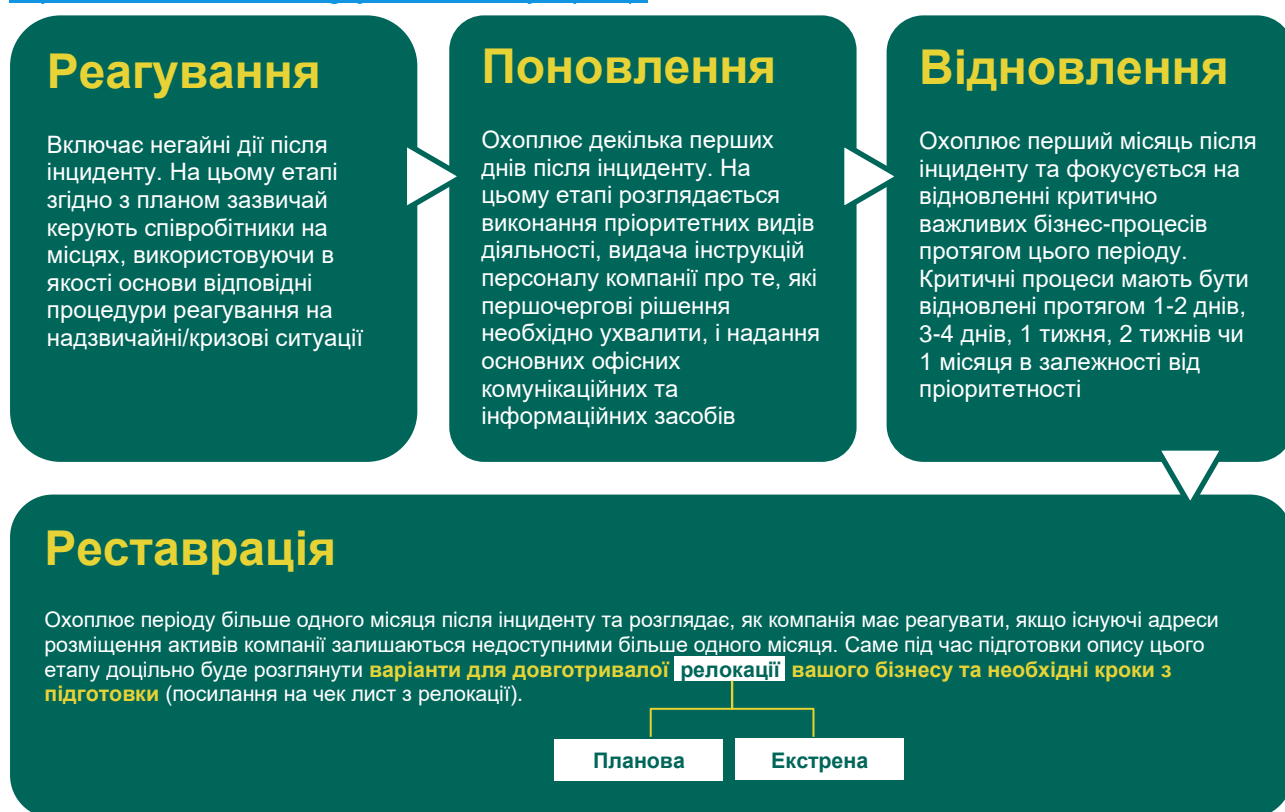 Реагування
Включає негайні дії після
інциденту. На цьому етапі
згідно з планом зазвичай
керують співробітники на
місцях, використовуючи в
якості основи відповідні
процедури реагування на
надзвичайні/кризові ситуації
Поновлення
Охоплює декілька перших
днів після інциденту. На
цьому етапі розглядається
виконання пріоритетних видів
діяльності, видача інструкцій
персоналу компанії про те, які
першочергові рішення
необхідно ухвалити, і надання
основних офісних
комунікаційних та
інформаційних засобів
Відновлення
Охоплює перший місяць після
інциденту та фокусується на
відновленні критично
важливих бізнес-процесів
протягом цього періоду.
Критичні процеси мають бути
відновлені протягом 1-2 днів,
3-4 днів, 1 тижня, 2 тижнів чи
1 місяця в залежності від
пріоритетності
Реставрація
Охоплює періоду більше одного місяця після інциденту та розглядає, як компанія має реагувати, якщо існуючі адреси
розміщення активів компанії залишаються недоступними більше одного місяця. Саме під час підготовки опису цього
етапу доцільно буде розглянути варіанти для довготривалої релокації вашого бізнесу та необхідні кроки з
підготовки (посилання на чек лист з релокації).
Планова
Екстрена